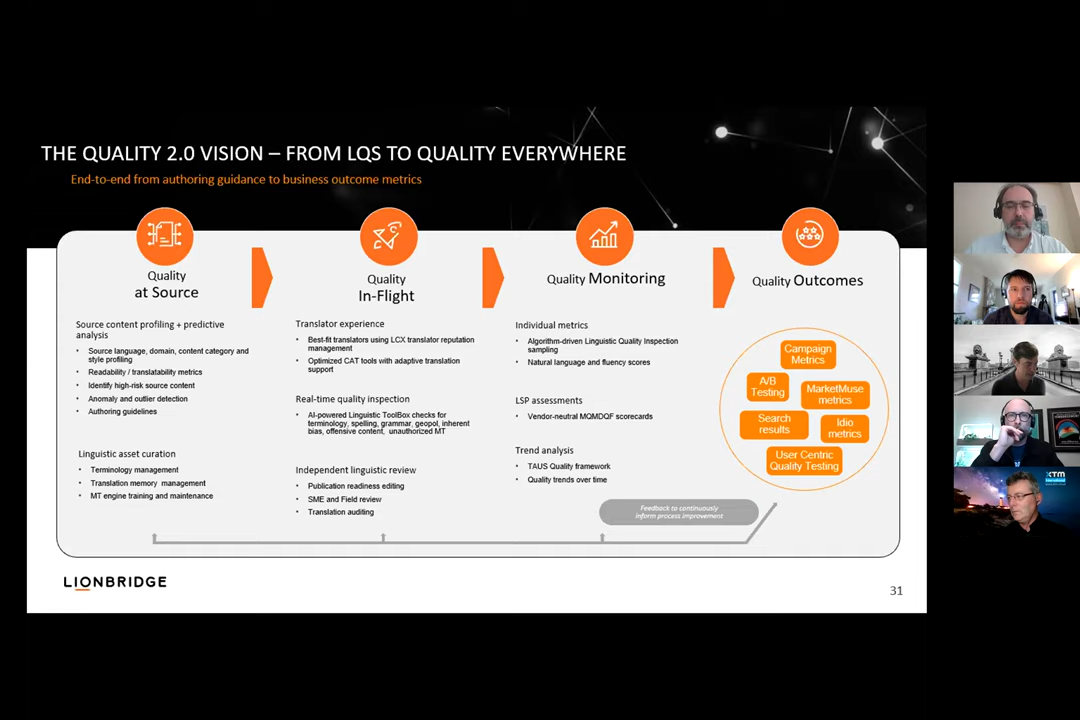 THE QUALITY 2.0 VISION – FROM LQS TO QUALITY EVERYWHERE
End-to-end from authoring guidance to business outcome metrics
Quality
at Source
Source content profiling + predictive
analysis
• Source language, domain, content category and
style profiling
• Readability / translatability metrics
• Identify high-risk source content
• Anomaly and outlier detection
• Authoring guidelines
Linguistic asset curation
• Terminology management
• Translation memory management
• MT engine training and maintenance
Quality
In-Flight
Translator experience
• Best-fit translators using LCX translator reputation
management
• Optimized CAT tools with adaptive translation
support
Real-time quality inspection
• AI-powered Linguistic ToolBox checks for
terminology, spelling, grammar, geopol, inherent
bias, offensive content, unauthorized MT
Independent linguistic review
• Publication readiness editing
• SME and Field review
• Translation auditing
Quality Monitoring
Individual metrics
• Algorithm-driven Linguistic Quality Inspection
sampling
• Natural language and fluency scores
LSP assessments
• Vendor-neutral MQMDQF scorecards
Trend analysis
• TAUS Quality framework
• Quality trends over time
Quality Outcomes
Campaign
Metrics
A/B
Testing
MarketMuse
metrics
Search
results
Idio
metrics
User Centric
Quality Testing
Feedback to continuously
inform process improvement
LIONBRIDGE
31
XTM
International